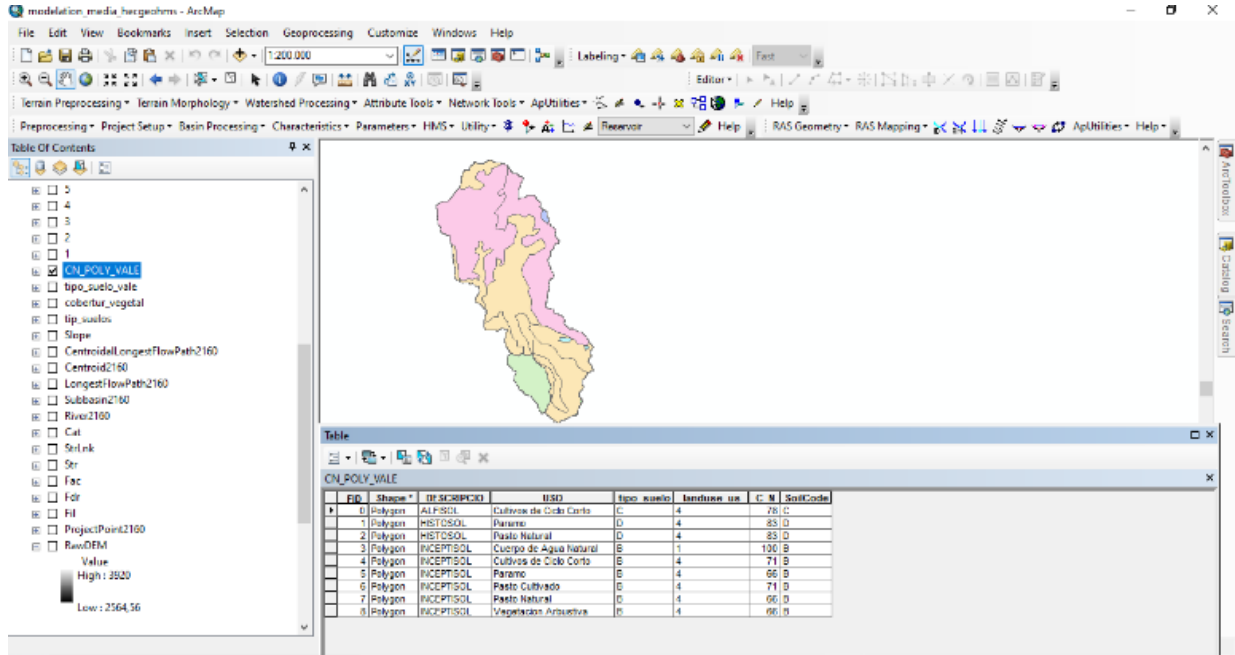 modelation_media_hecgeohms - ArcMap
File Edit View Bookmarks Insert Selection Geoprocessing Customize Windows Help
1:200.000 Labeling Fast
Editor
Terrain Preprocessing Terrain Morphology Watershed Processing Attribute Tools Network Tools ApUtilities Help
Preprocessing Project Setup Basin Processing Characteristics Parameters HMS Utility Reservoir Help RAS Geometry RAS Mapping ApUtilities Help
Table Of Contents
5
4
3
2
1
CN_POLY_VALE
tipo_suelo_vale
cobertur_vegetal
tip_suelos
Slope
CentroidalLongestFlowPath2160
Centroid2160
LongestFlowPath2160
Subbasin2160
River2160
Cat
StrLnk
Str
Fac
Fdr
Fil
ProjectPoint2160
RawDEM
Value
High : 3920
Low : 2564,56
ArcToolbox
Catalog
Search
Table
CN_POLY_VALE
FID Shape * DESCRIPCIO USO tipo_suelo landuse_us C_N SoilCode
0 Polygon ALFISOL Cultivos de Ciclo Corto C 4 78 C
1 Polygon HISTOSOL Paramo D 4 83 D
2 Polygon HISTOSOL Pasto Natural D 4 83 D
3 Polygon INCEPTISOL Cuerpo de Agua Natural B 1 100 B
4 Polygon INCEPTISOL Cultivos de Ciclo Corto B 4 71 B
5 Polygon INCEPTISOL Paramo B 4 66 B
6 Polygon INCEPTISOL Pasto Cultivado B 4 71 B
7 Polygon INCEPTISOL Pasto Natural B 4 66 B
8 Polygon INCEPTISOL Vegetacion Arbustiva B 4 66 B